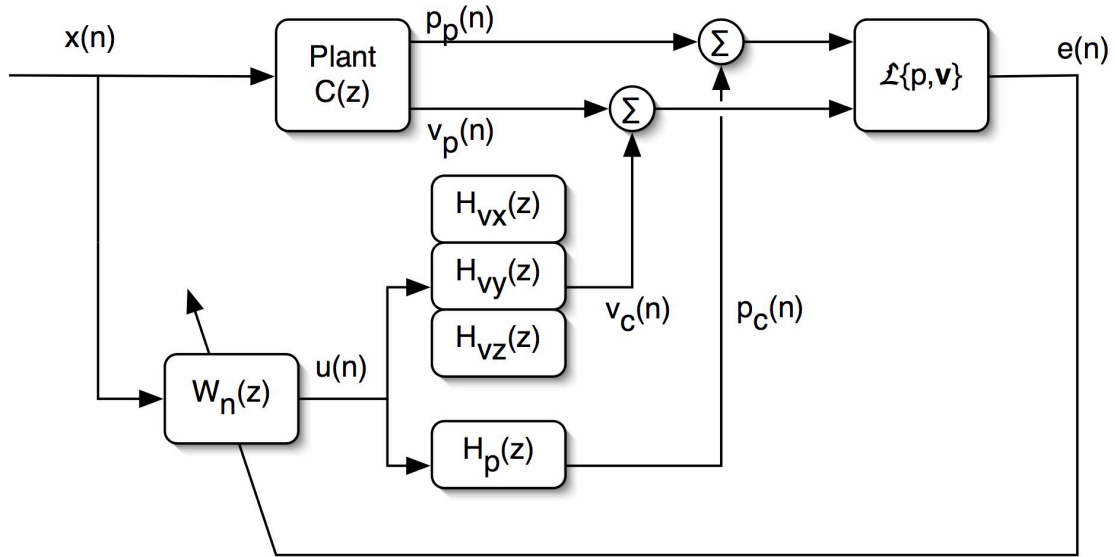 x(n)
Plant
C(z)
p_p(n)
v_p(n)
Σ
Σ
ℒ{p,v}
e(n)
H_vx(z)
H_vy(z)
H_vz(z)
v_c(n)
p_c(n)
W_n(z)
u(n)
H_p(z)